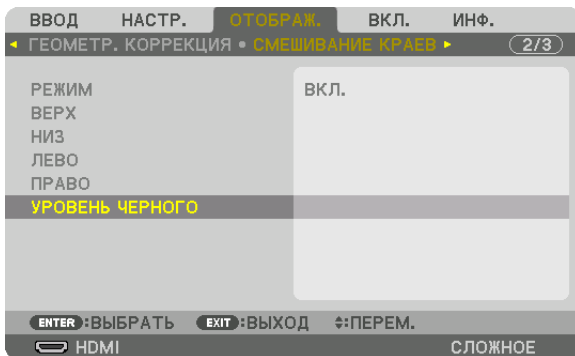 ВВОД НАСТР. ОТОБРАЖ. ВКЛ. ИНФ.
ГЕОМЕТР. КОРРЕКЦИЯ • СМЕШИВАНИЕ КРАЕВ 2/3
РЕЖИМ ВКЛ.
ВЕРХ
НИЗ
ЛЕВО
ПРАВО
УРОВЕНЬ ЧЕРНОГО
ENTER :ВЫБРАТЬ EXIT :ВЫХОД :ПЕРЕМ.
HDMI СЛОЖНОЕ